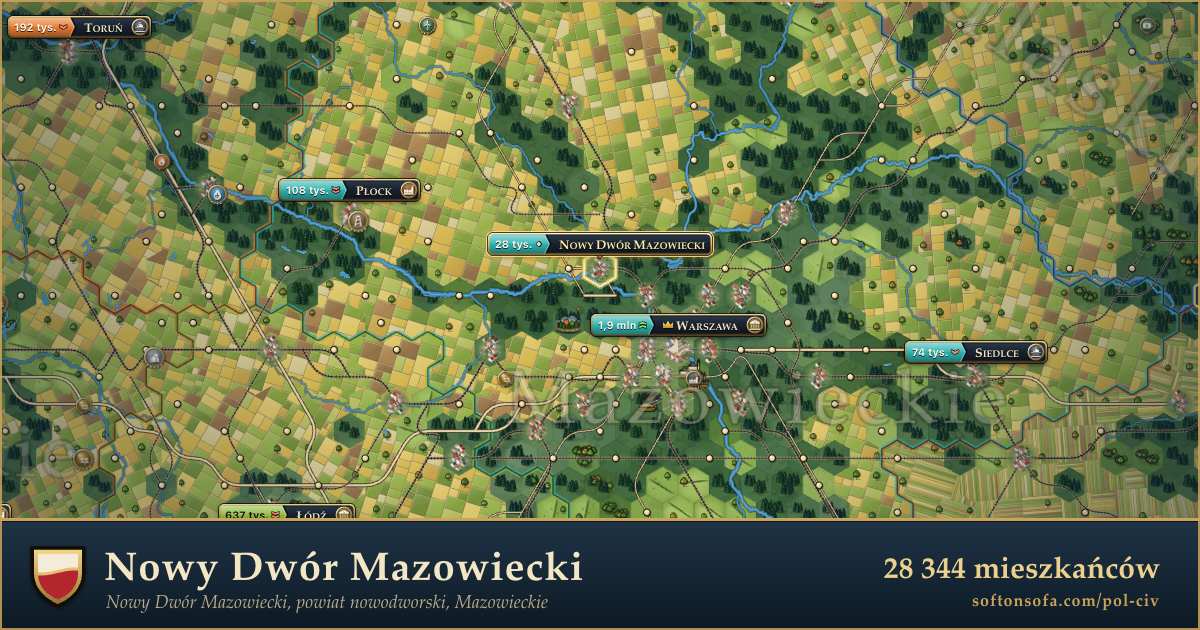 192 tys. Toruń
108 tys. Płock
28 tys. Nowy Dwór Mazowiecki
1,9 mln Warszawa
74 tys. Siedlce
Mazowieckie
637 tys. Łódź
Nowy Dwór Mazowiecki
Nowy Dwór Mazowiecki, powiat nowodworski, Mazowieckie
28 344 mieszkańców
softonsofa.com/pol-civ